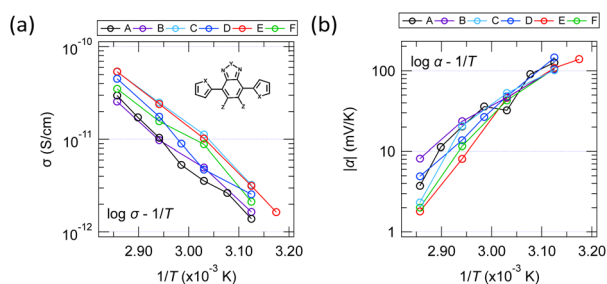 (a)
A B C D E F
10⁻¹⁰
10⁻¹¹
10⁻¹²
σ (S/cm)
X
Y
N N
X
Z Z
log σ - 1/T
2.90 3.00 3.10 3.20
1/T (x10⁻³ K)
(b)
A B C D E F
100
10
1
|α| (mV/K)
log α - 1/T
2.90 3.00 3.10 3.20
1/T (x10⁻³ K)